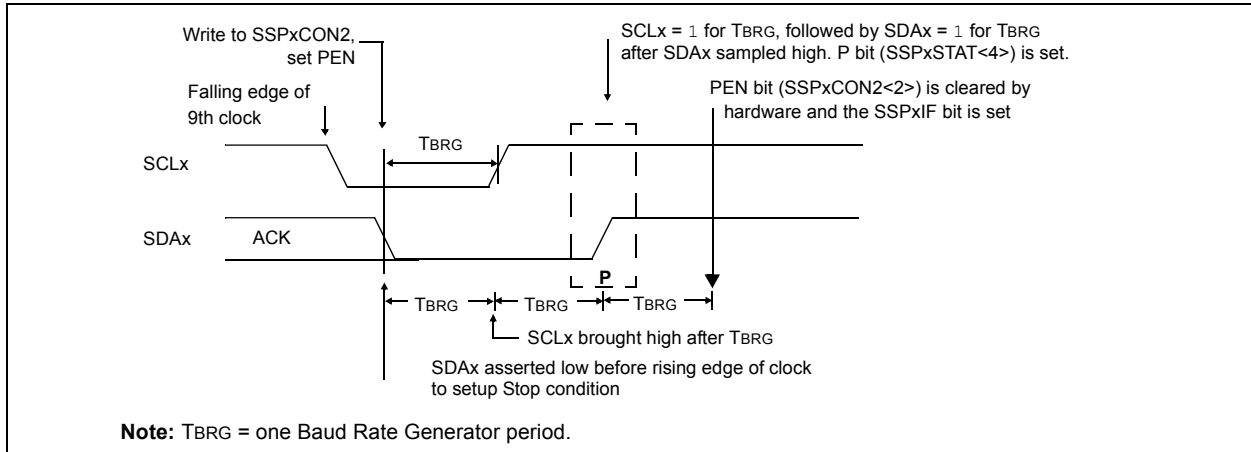 Write to SSPxCON2,
set PEN
SCLx = 1 for TBRG, followed by SDAx = 1 for TBRG
after SDAx sampled high. P bit (SSPxSTAT<4>) is set.
Falling edge of
9th clock
PEN bit (SSPxCON2<2>) is cleared by
hardware and the SSPxIF bit is set
TBRG
SCLx
SDAx
ACK
P
TBRG
TBRG
TBRG
SCLx brought high after TBRG
SDAx asserted low before rising edge of clock
to setup Stop condition
Note: TBRG = one Baud Rate Generator period.